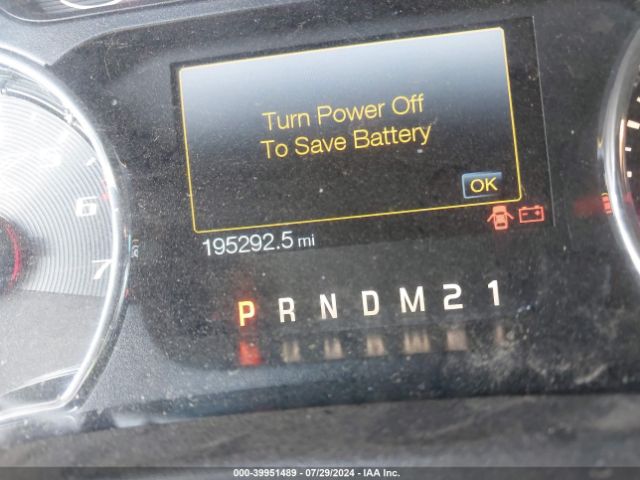 Turn Power Off
To Save Battery
OK
195292.5 mi
6
7
P R N D M 2 1
000-39951489 - 07/29/2024 - IAA Inc.